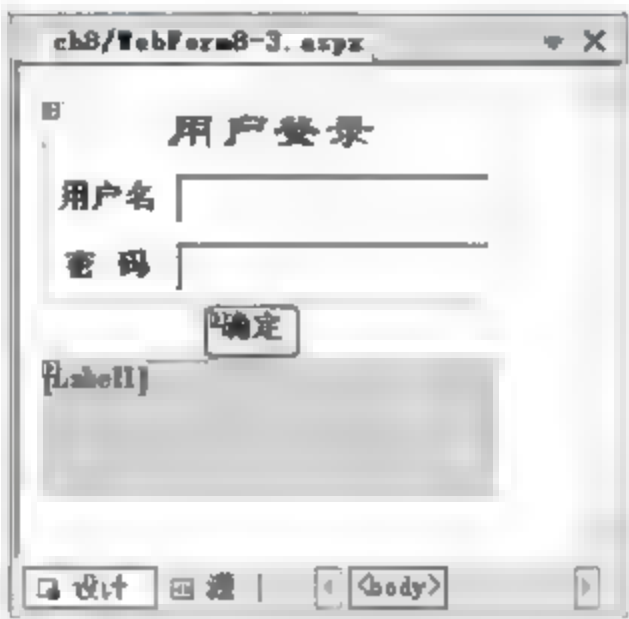 ch8/WebForm8-3.aspx
用户登录
用户名
密 码
确定
[Label1]
设计
<body>